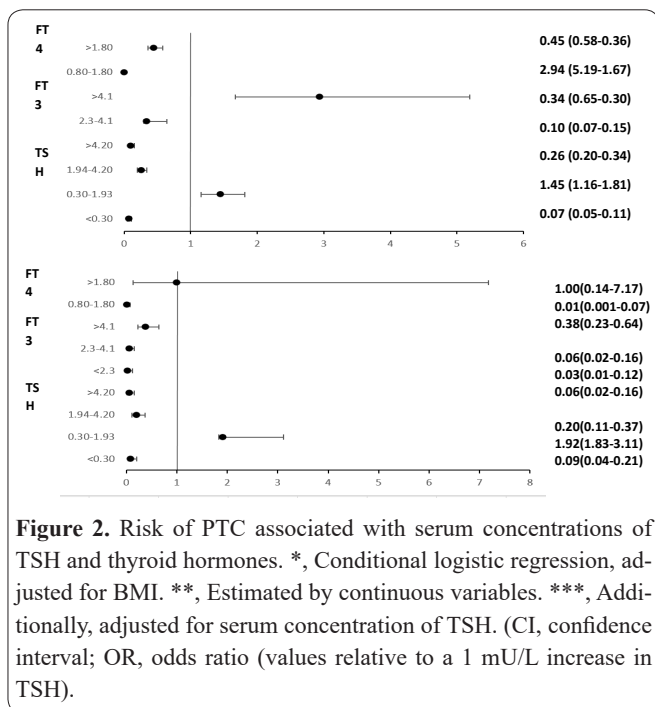 FT
4
>1.80
0.45 (0.58-0.36)
0.80-1.80
2.94 (5.19-1.67)
FT
3
>4.1
0.34 (0.65-0.30)
2.3-4.1
0.10 (0.07-0.15)
TS
H
>4.20
0.26 (0.20-0.34)
1.94-4.20
1.45 (1.16-1.81)
0.30-1.93
<0.30
0.07 (0.05-0.11)
0 1 2 3 4 5 6
FT
4
>1.80
1.00(0.14-7.17)
0.80-1.80
0.01(0.001-0.07)
FT
3
>4.1
0.38(0.23-0.64)
2.3-4.1
0.06(0.02-0.16)
<2.3
0.03(0.01-0.12)
TS
H
>4.20
0.06(0.02-0.16)
1.94-4.20
0.20(0.11-0.37)
0.30-1.93
1.92(1.83-3.11)
<0.30
0.09(0.04-0.21)
0 1 2 3 4 5 6 7 8
Figure 2. Risk of PTC associated with serum concentrations of
TSH and thyroid hormones. *, Conditional logistic regression, ad-
justed for BMI. **, Estimated by continuous variables. ***, Addi-
tionally, adjusted for serum concentration of TSH. (CI, confidence
interval; OR, odds ratio (values relative to a 1 mU/L increase in
TSH).